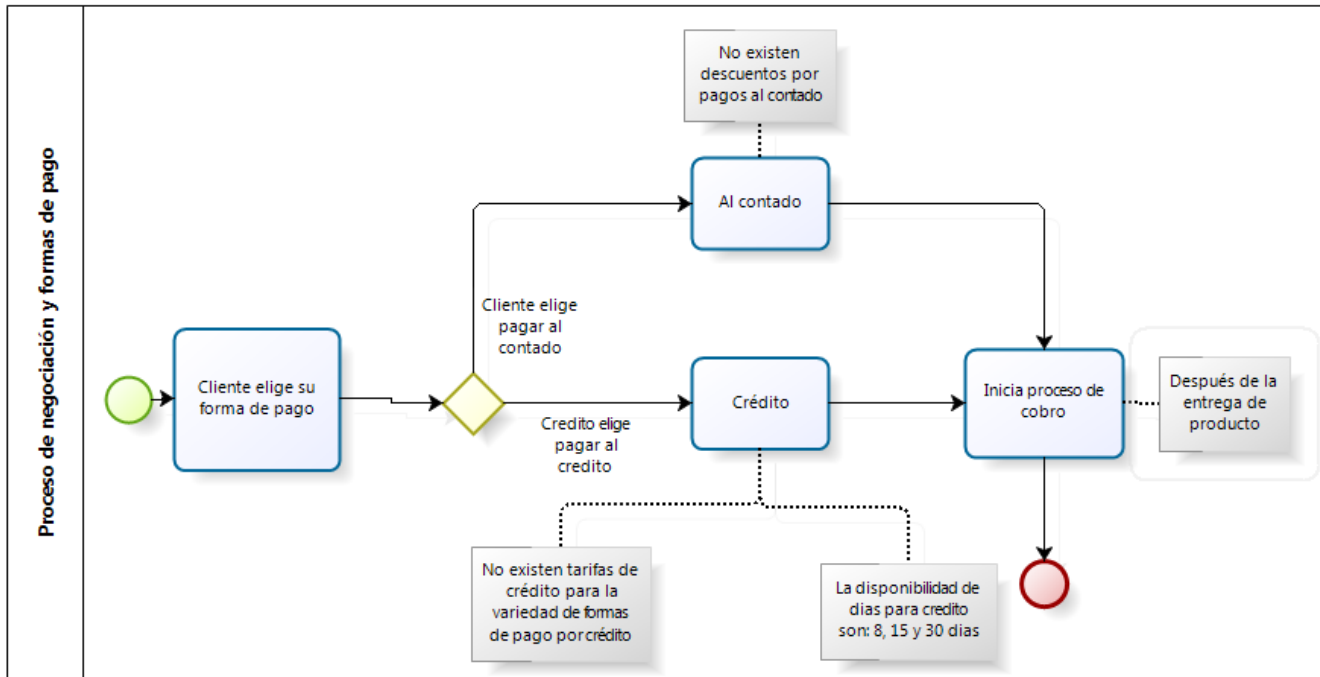 Proceso de negociación y formas de pago
No existen
descuentos por
pagos al contado
Al contado
Cliente elige
pagar al
contado
Cliente elige su
forma de pago
Crédito
Credito elige
pagar al
credito
Inicia proceso de
cobro
Después de la
entrega de
producto
No existen tarifas de
crédito para la
variedad de formas
de pago por crédito
La disponibilidad de
dias para credito
son: 8, 15 y 30 dias